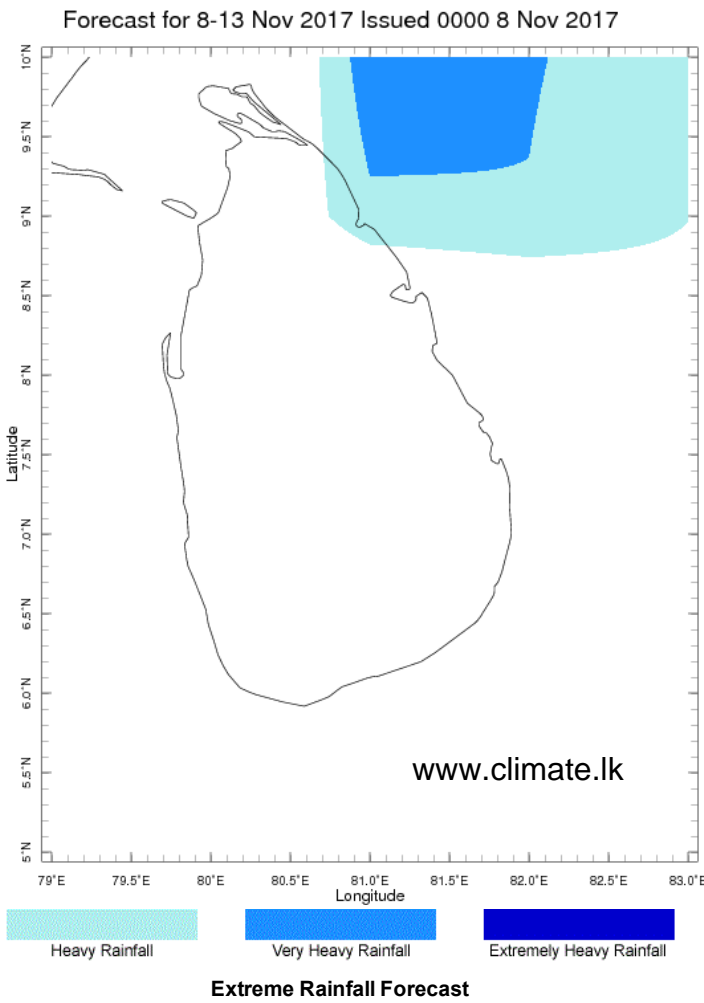 Forecast for 8-13 Nov 2017 Issued 0000 8 Nov 2017
10°N
9.5°N
9°N
8.5°N
8°N
7.5°N
7.0°N
6.5°N
6.0°N
5.5°N
5°N
Latitude
www.climate.lk
79°E 79.5°E 80°E 80.5°E 81.0°E 81.5°E 82.0°E 82.5°E 83.0°E
Longitude
Heavy Rainfall Very Heavy Rainfall Extremely Heavy Rainfall
Extreme Rainfall Forecast